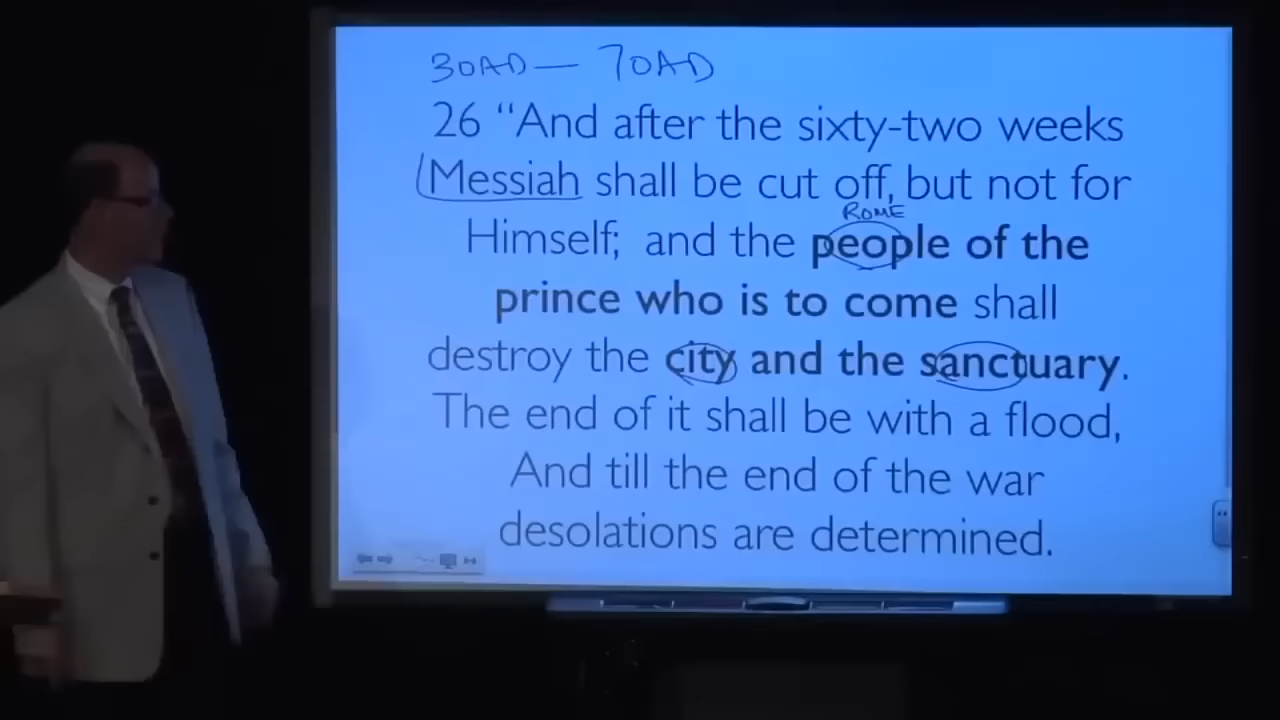 30AD — 70AD
26 “And after the sixty-two weeks
Messiah shall be cut off, but not for
ROME
Himself; and the people of the
prince who is to come shall
destroy the city and the sanctuary.
The end of it shall be with a flood,
And till the end of the war
desolations are determined.